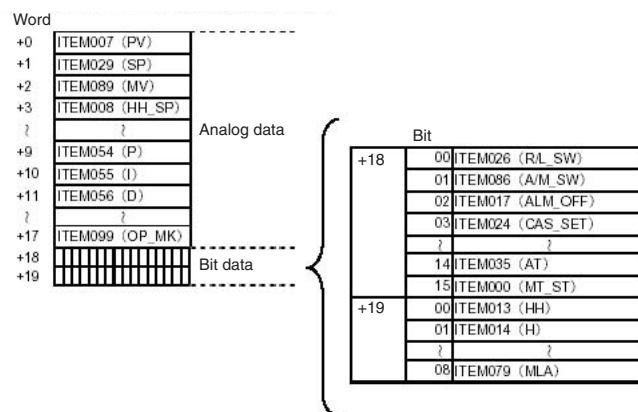 Word
+0 ITEM007 (PV)
+1 ITEM029 (SP)
+2 ITEM089 (MV)
+3 ITEM008 (HH_SP)
≀ ≀
Analog data
+9 ITEM054 (P)
+10 ITEM055 (I)
+11 ITEM056 (D)
≀ ≀
+17 ITEM099 (OP_MK)
+18
+19
Bit data
Bit
+18 00 ITEM026 (R/L_SW)
01 ITEM086 (A/M_SW)
02 ITEM017 (ALM_OFF)
03 ITEM024 (CAS_SET)
≀ ≀
14 ITEM035 (AT)
15 ITEM000 (MT_ST)
+19 00 ITEM013 (HH)
01 ITEM014 (H)
≀ ≀
08 ITEM079 (MLA)